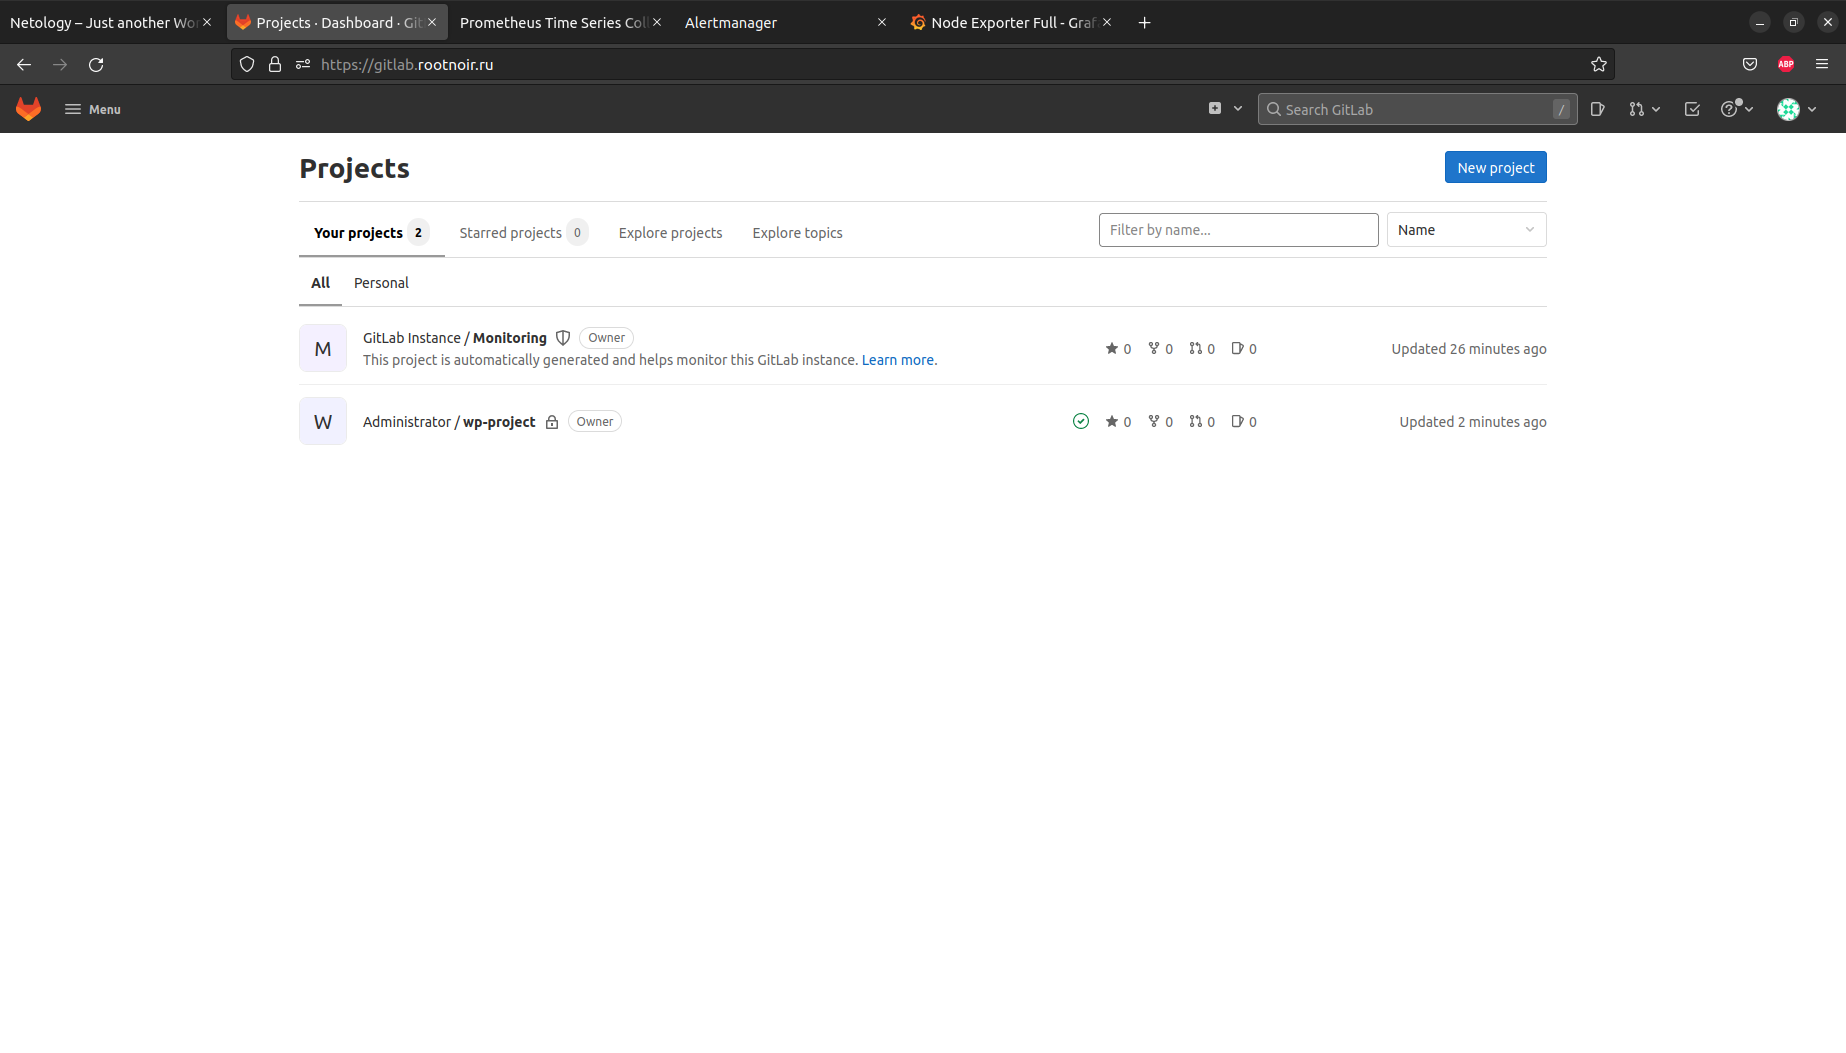 Netology – Just another Wo
Projects · Dashboard · Git
Prometheus Time Series Coll
Alertmanager
Node Exporter Full - Graf
https://gitlab.rootnoir.ru
ABP
Menu
Search GitLab
/
Projects
New project
Your projects 2
Starred projects 0
Explore projects
Explore topics
Filter by name...
Name
All
Personal
M
GitLab Instance / Monitoring Owner
This project is automatically generated and helps monitor this GitLab instance. Learn more.
0 0 0 0
Updated 26 minutes ago
W
Administrator / wp-project Owner
0 0 0 0
Updated 2 minutes ago